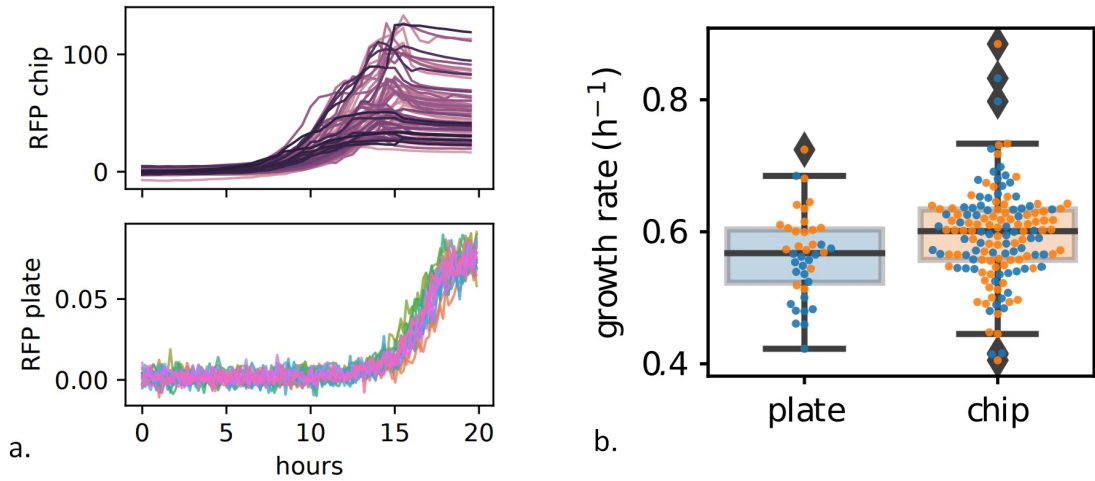 RFP chip
100
0
RFP plate
0.05
0.00
0 5 10 15 20
hours
a.
growth rate (h⁻¹)
0.8
0.6
0.4
plate chip
b.